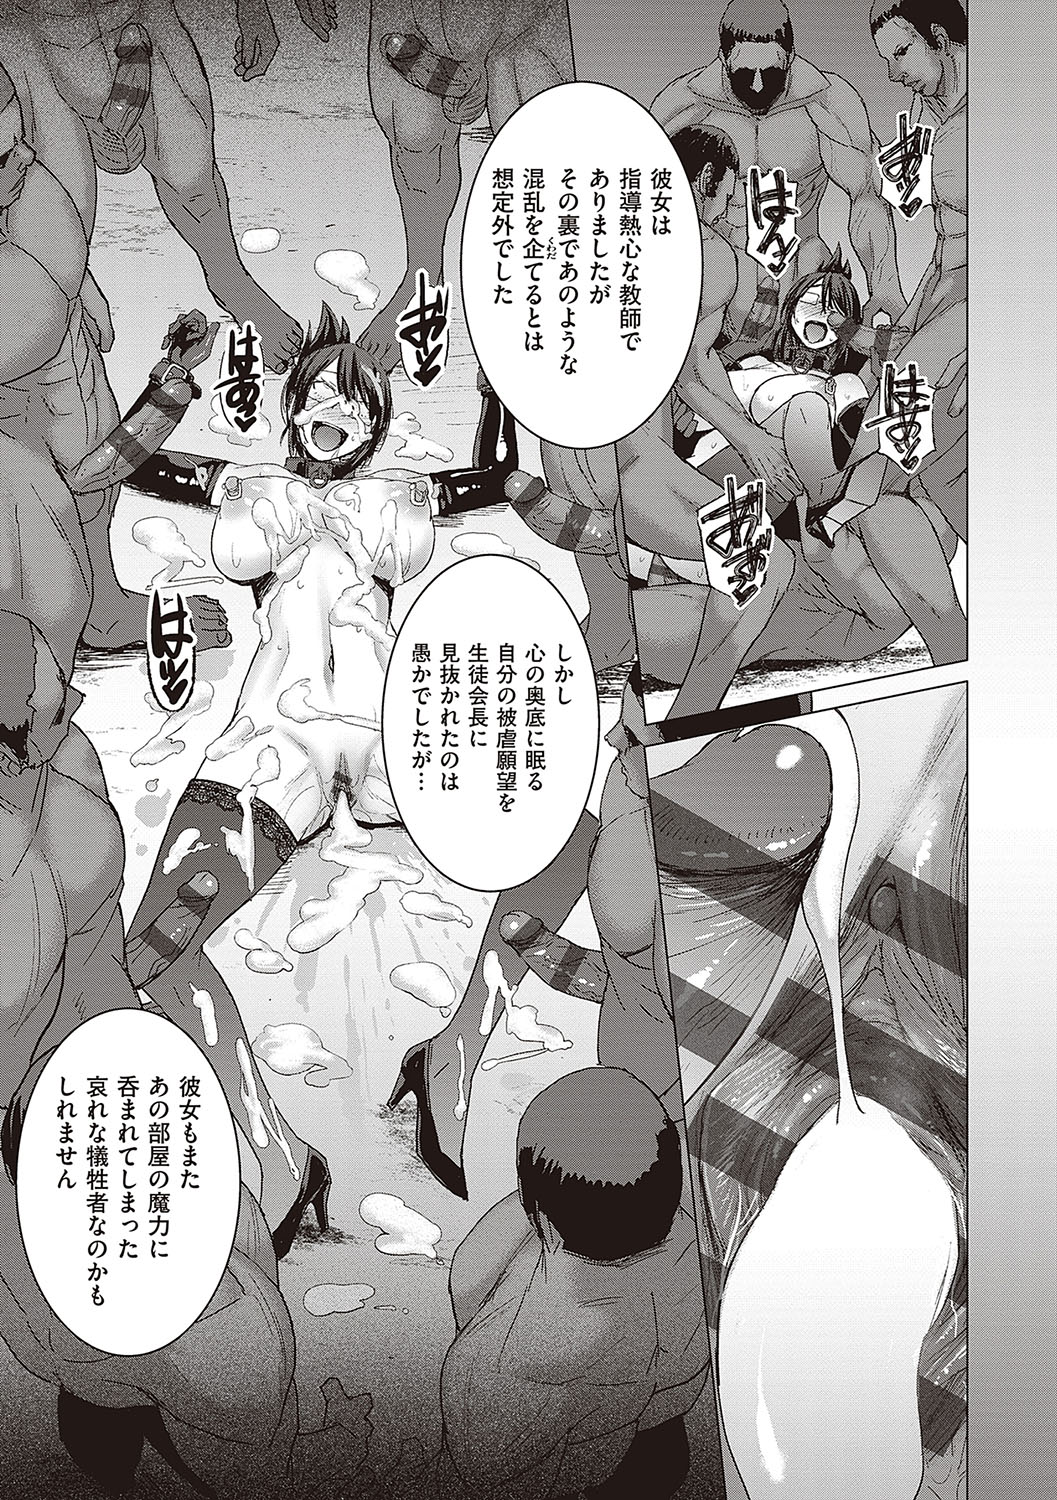 彼女は
指導熱心な教師で
ありましたが
その裏であのような
混乱を企てるとは
くわだ
想定外でした
しかし
心の奥底に眠る
自分の被虐願望を
生徒会長に
見抜かれたのは
愚かでしたが…
彼女もまた
あの部屋の魔力に
呑まれてしまった
哀れな犠牲者なのかも
しれません